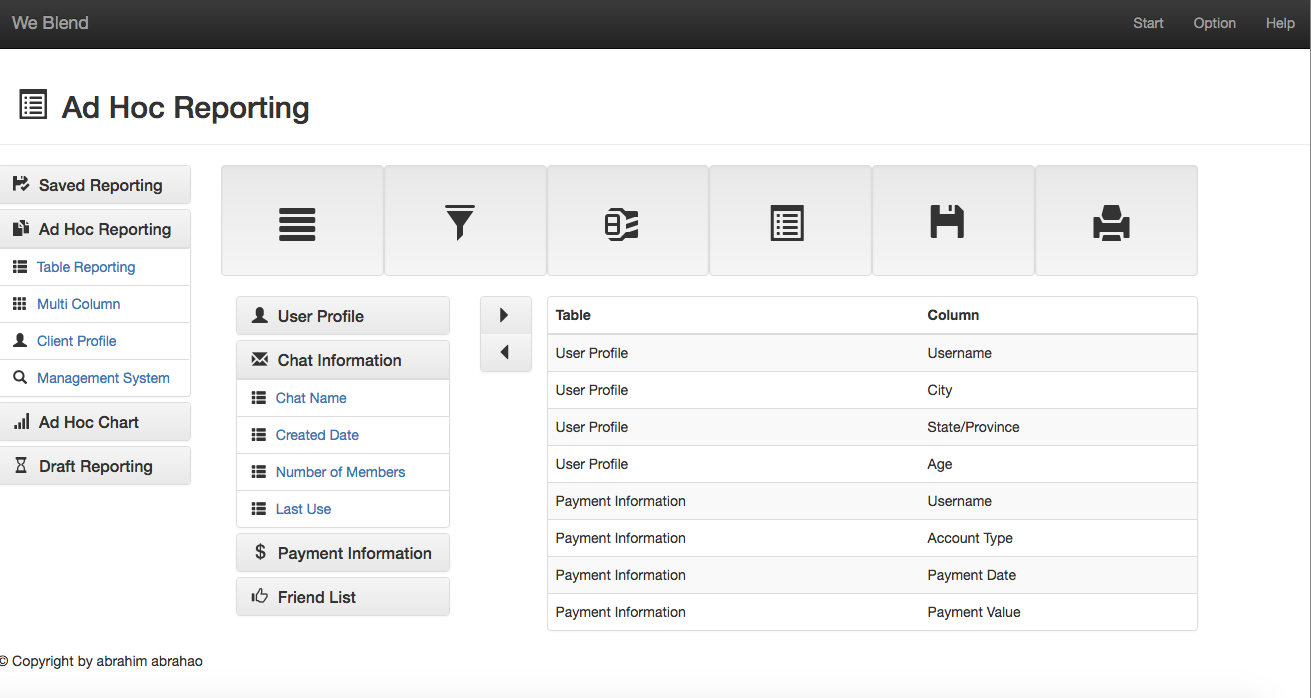 We Blend
Start Option Help
Ad Hoc Reporting
Saved Reporting
Ad Hoc Reporting
Table Reporting
Multi Column
Client Profile
Management System
Ad Hoc Chart
Draft Reporting
User Profile
Chat Information
Chat Name
Created Date
Number of Members
Last Use
$ Payment Information
Friend List
Table Column
User Profile Username
User Profile City
User Profile State/Province
User Profile Age
Payment Information Username
Payment Information Account Type
Payment Information Payment Date
Payment Information Payment Value
© Copyright by abrahim abrahao